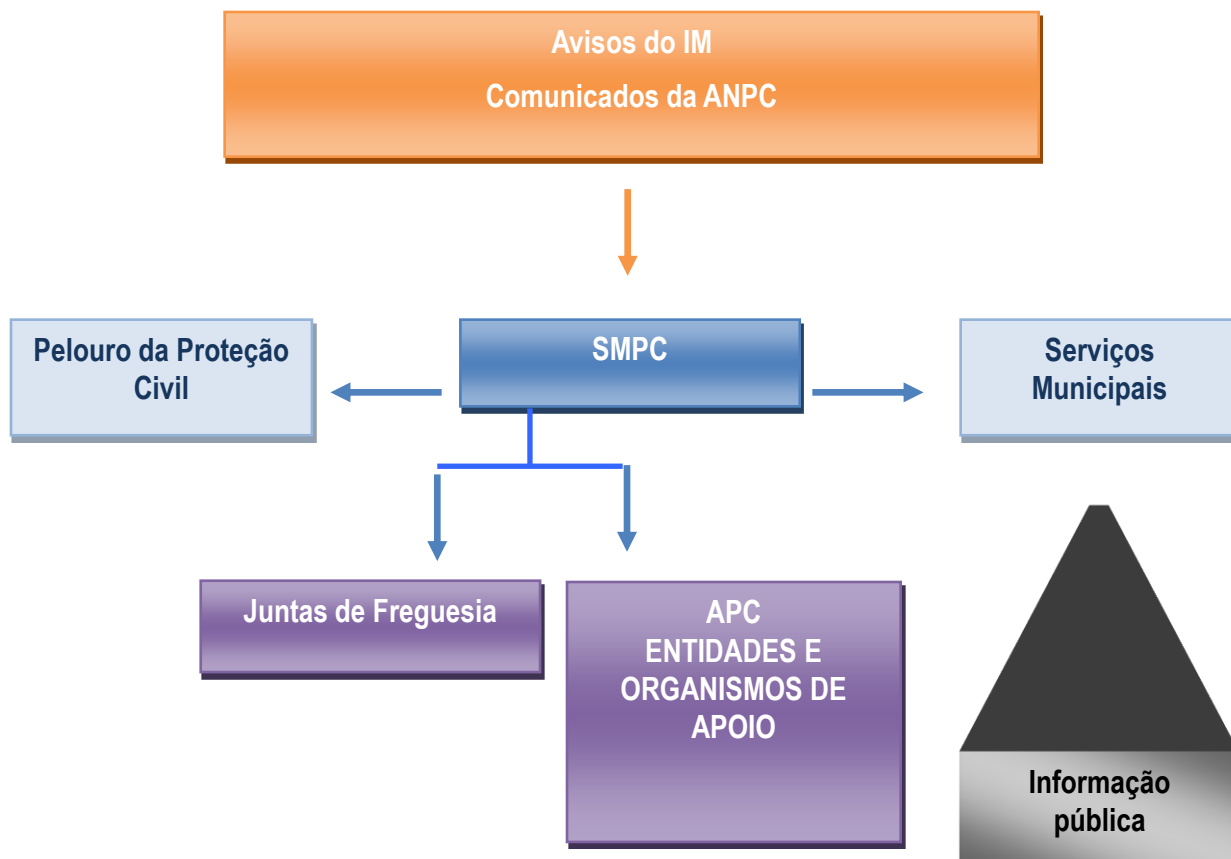 Avisos do IM
Comunicados da ANPC
Pelouro da Proteção
Civil
SMPC
Serviços
Municipais
Juntas de Freguesia
APC
ENTIDADES E
ORGANISMOS DE
APOIO
Informação
pública